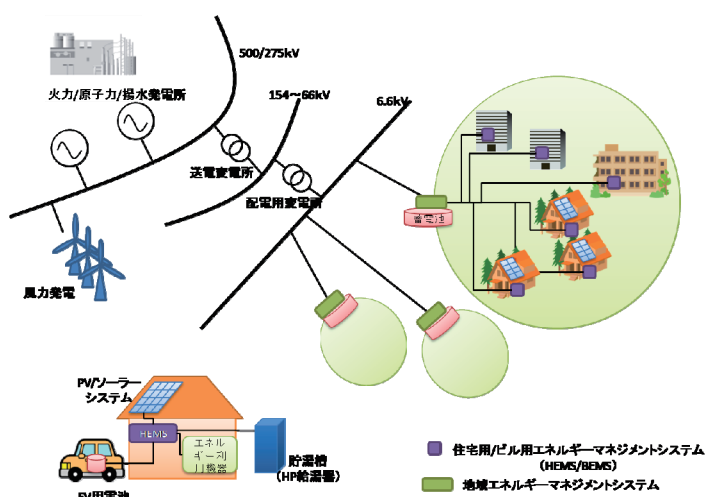 500/275kV
火力/原子力/揚水発電所
154～66kV
6.6kV
送電変電所
配電用変電所
蓄電池
風力発電
PV/ソーラー
システム
HEMS
エネル
ギー利
用機器
貯湯槽
（HP給湯器）
EV用電池
住宅用/ビル用エネルギーマネジメントシステム
（HEMS/BEMS）
地域エネルギーマネジメントシステム